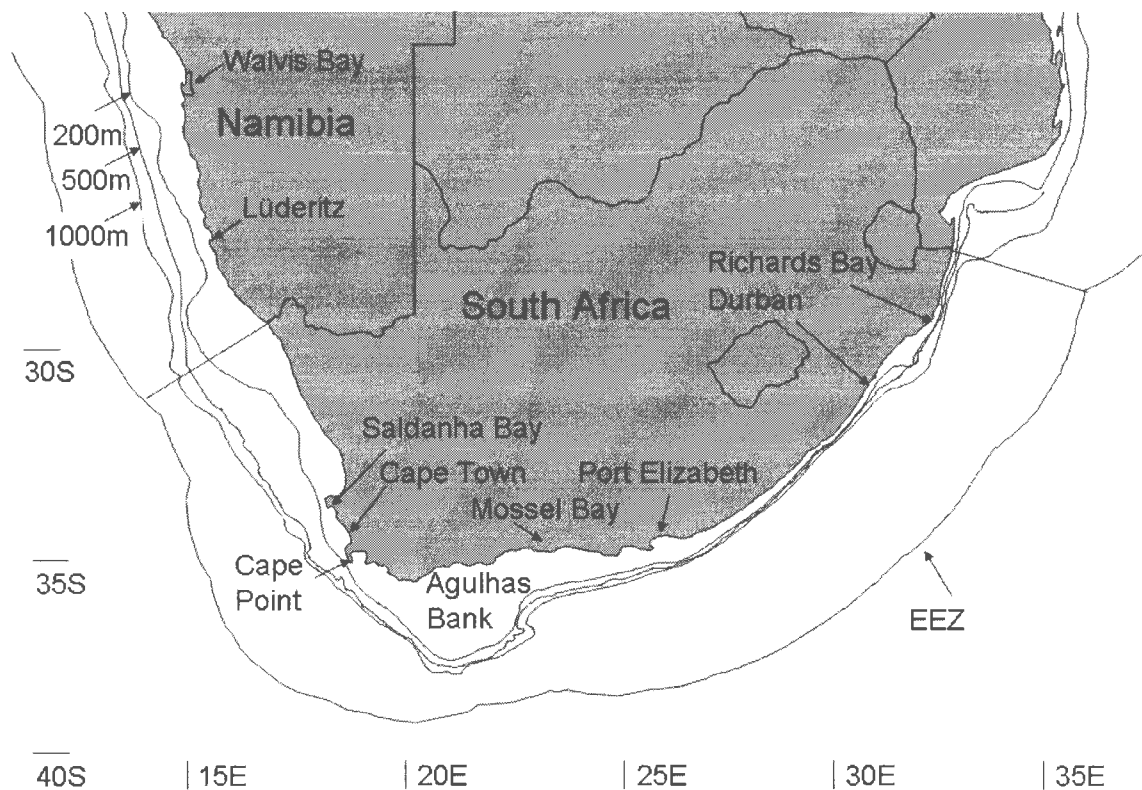 Walvis Bay
Namibia
200m
500m
1000m
Lüderitz
Richards Bay
Durban
South Africa
30S
Saldanha Bay
Cape Town
Port Elizabeth
Mossel Bay
Cape
Point
Agulhas
Bank
35S
EEZ
40S
15E
20E
25E
30E
35E